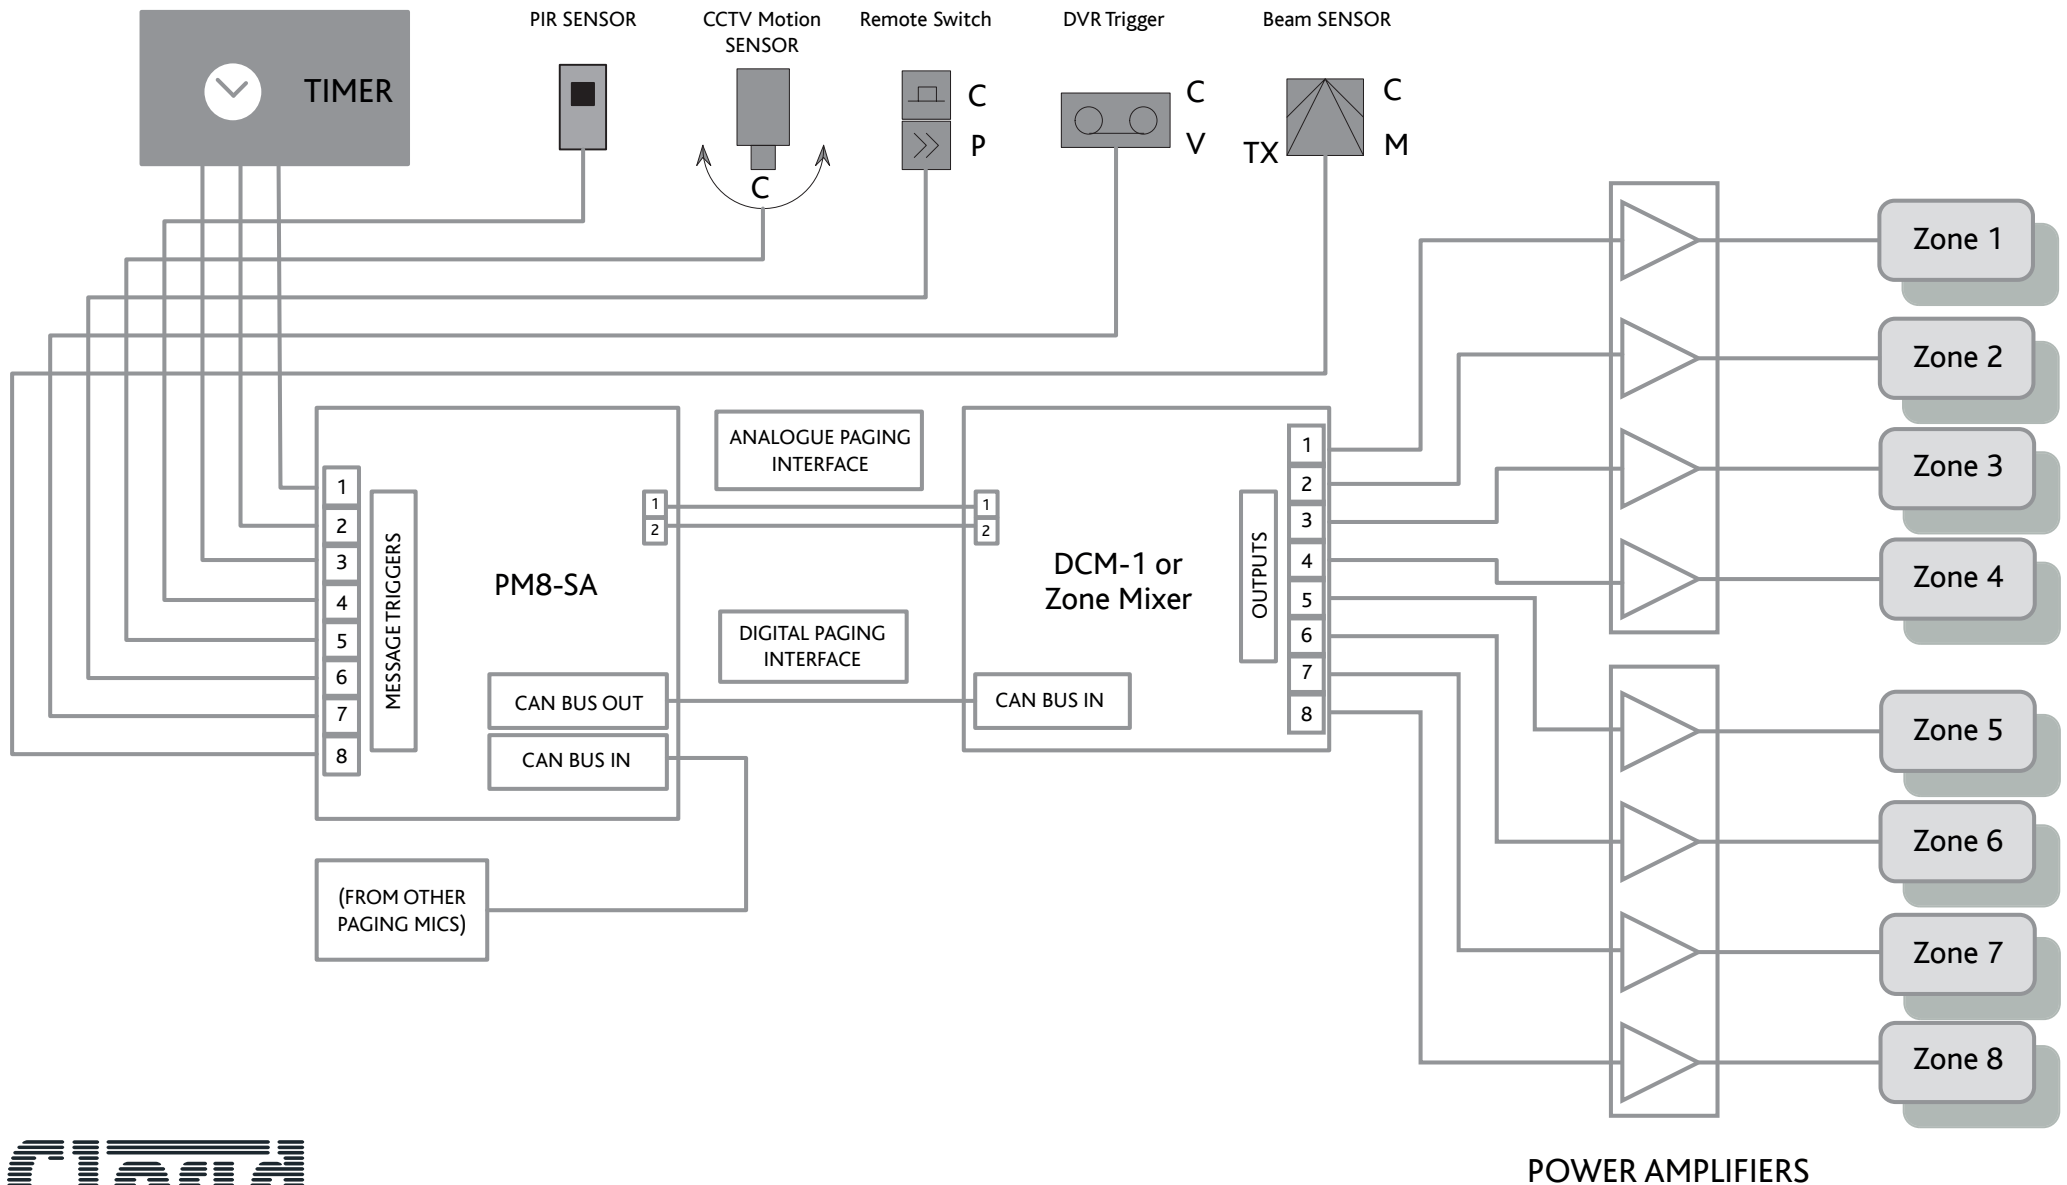 TIMER
PIR SENSOR
CCTV Motion
SENSOR
C
Remote Switch
C
P
DVR Trigger
C
V
Beam SENSOR
C
TX
M
1
2
3
4
5
6
7
8
MESSAGE TRIGGERS
PM8-SA
1
2
CAN BUS OUT
CAN BUS IN
ANALOGUE PAGING
INTERFACE
DIGITAL PAGING
INTERFACE
(FROM OTHER
PAGING MICS)
1
2
DCM-1 or
Zone Mixer
CAN BUS IN
OUTPUTS
1
2
3
4
5
6
7
8
Zone 1
Zone 2
Zone 3
Zone 4
Zone 5
Zone 6
Zone 7
Zone 8
POWER AMPLIFIERS
Cloud